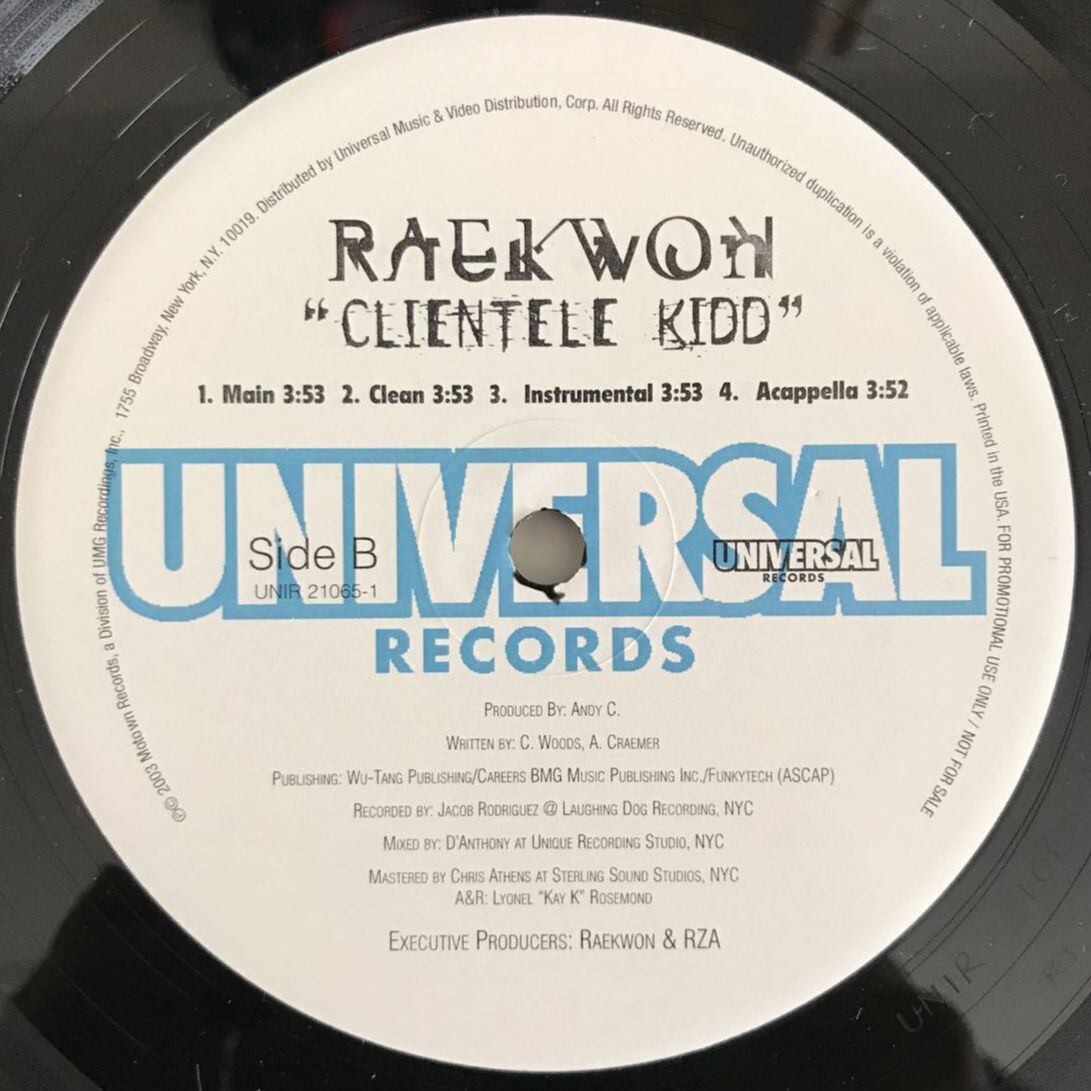 ℗© 2003 Motown Records, a Division of UMG Recordings, Inc., 1755 Broadway, New York, N.Y. 10019. Distributed by Universal Music & Video Distribution, Corp. All Rights Reserved. Unauthorized duplication is a violation of applicable laws. Printed in the USA. FOR PROMOTIONAL USE ONLY / NOT FOR SALE
RAEKWON
"CLIENTELE KIDD"
1. Main 3:53 2. Clean 3:53 3. Instrumental 3:53 4. Acappella 3:52
UNIVERSAL
RECORDS
Side B
UNIR 21065-1
UNIVERSAL
RECORDS
PRODUCED BY: ANDY C.
WRITTEN BY: C. WOODS, A. CRAEMER
PUBLISHING: WU-TANG PUBLISHING/CAREERS BMG MUSIC PUBLISHING INC./FUNKYTECH (ASCAP)
RECORDED BY: JACOB RODRIGUEZ @ LAUGHING DOG RECORDING, NYC
MIXED BY: D'ANTHONY AT UNIQUE RECORDING STUDIO, NYC
MASTERED BY CHRIS ATHENS AT STERLING SOUND STUDIOS, NYC
A&R: LYONEL "KAY K" ROSEMOND
EXECUTIVE PRODUCERS: RAEKWON & RZA
UNIR